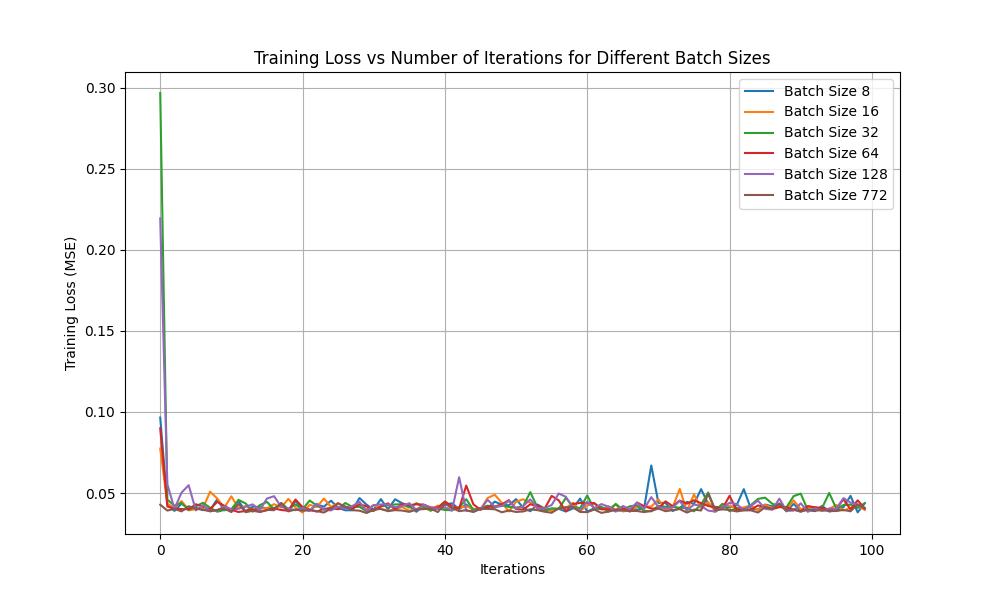 Training Loss vs Number of Iterations for Different Batch Sizes
0.30
0.25
0.20
0.15
0.10
0.05
Training Loss (MSE)
Batch Size 8
Batch Size 16
Batch Size 32
Batch Size 64
Batch Size 128
Batch Size 772
0 20 40 60 80 100
Iterations